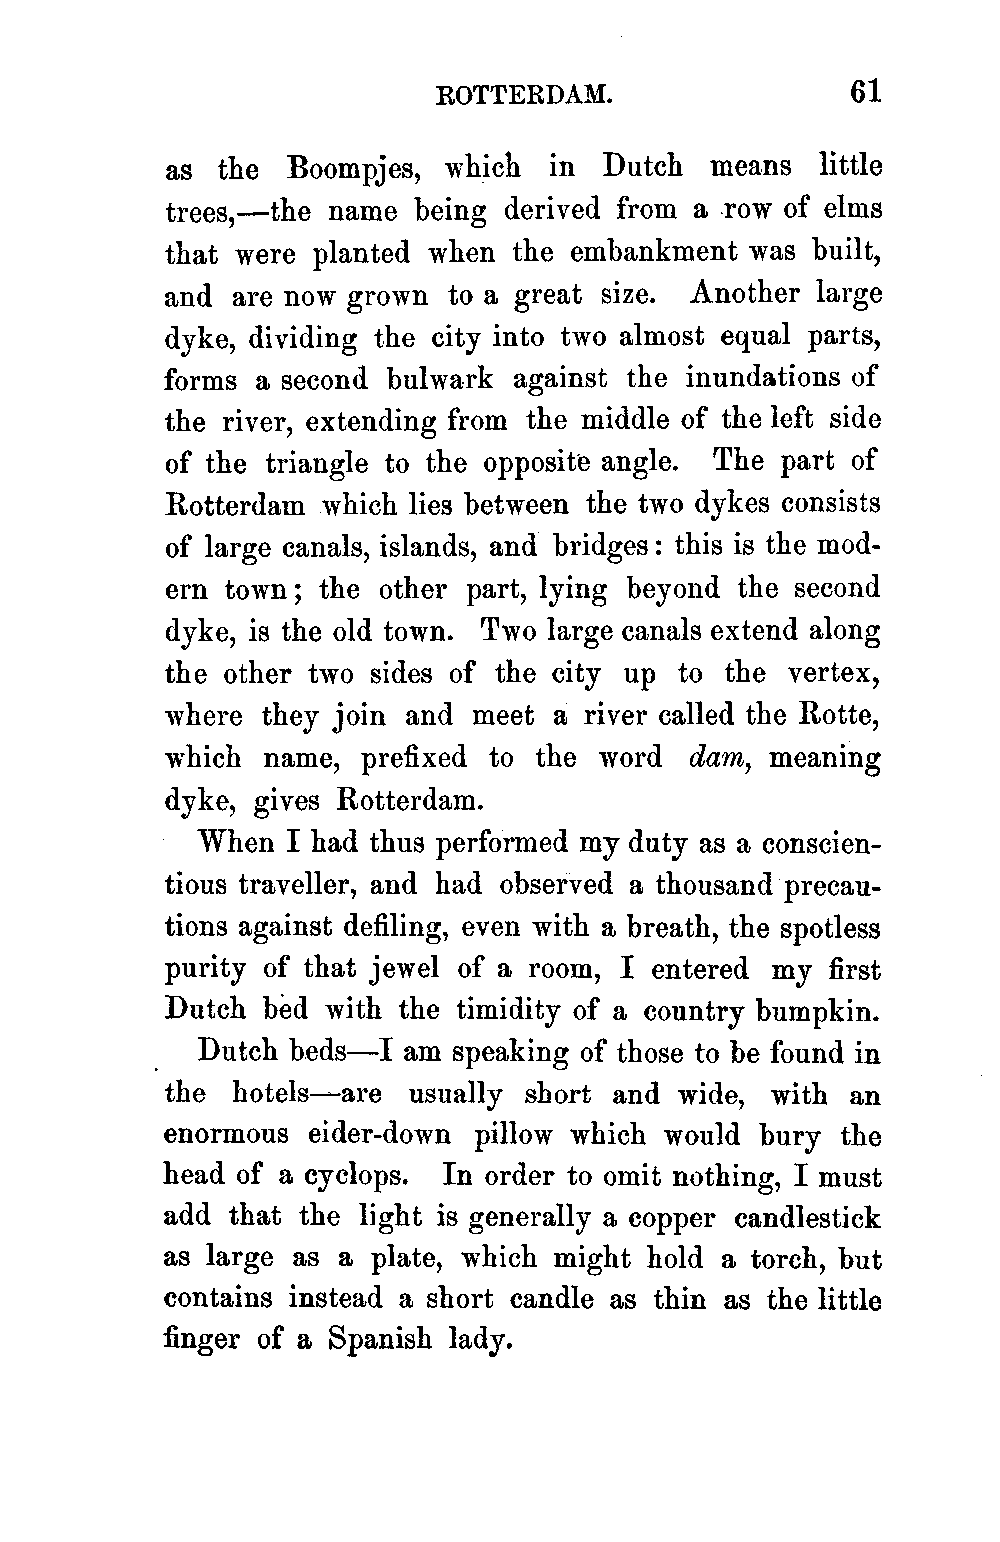 ROTTERDAM. 61
as the Boompjes, which in Dutch means little
trees,—the name being derived from a row of elms
that were planted when the embankment was built,
and are now grown to a great size. Another large
dyke, dividing the city into two almost equal parts,
forms a second bulwark against the inundations of
the river, extending from the middle of the left side
of the triangle to the opposite angle. The part of
Rotterdam which lies between the two dykes consists
of large canals, islands, and bridges: this is the mod-
ern town; the other part, lying beyond the second
dyke, is the old town. Two large canals extend along
the other two sides of the city up to the vertex,
where they join and meet a river called the Rotte,
which name, prefixed to the word dam, meaning
dyke, gives Rotterdam.
When I had thus performed my duty as a conscien-
tious traveller, and had observed a thousand precau-
tions against defiling, even with a breath, the spotless
purity of that jewel of a room, I entered my first
Dutch bed with the timidity of a country bumpkin.
Dutch beds—I am speaking of those to be found in
the hotels—are usually short and wide, with an
enormous eider-down pillow which would bury the
head of a cyclops. In order to omit nothing, I must
add that the light is generally a copper candlestick
as large as a plate, which might hold a torch, but
contains instead a short candle as thin as the little
finger of a Spanish lady.